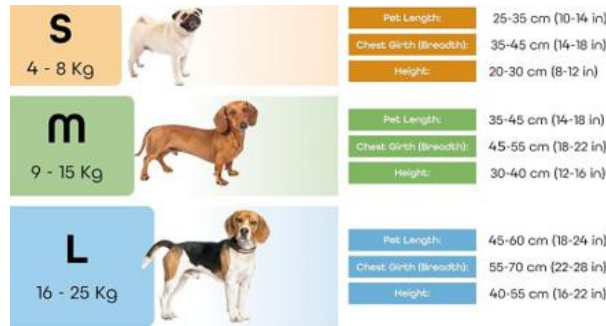 S
4 - 8 Kg
Pet Length: 25-35 cm (10-14 in)
Chest Girth (Breadth): 35-45 cm (14-18 in)
Height: 20-30 cm (8-12 in)
m
9 - 15 Kg
Pet Length: 35-45 cm (14-18 in)
Chest Girth (Breadth): 45-55 cm (18-22 in)
Height: 30-40 cm (12-16 in)
L
16 - 25 Kg
Pet Length: 45-60 cm (18-24 in)
Chest Girth (Breadth): 55-70 cm (22-28 in)
Height: 40-55 cm (16-22 in)